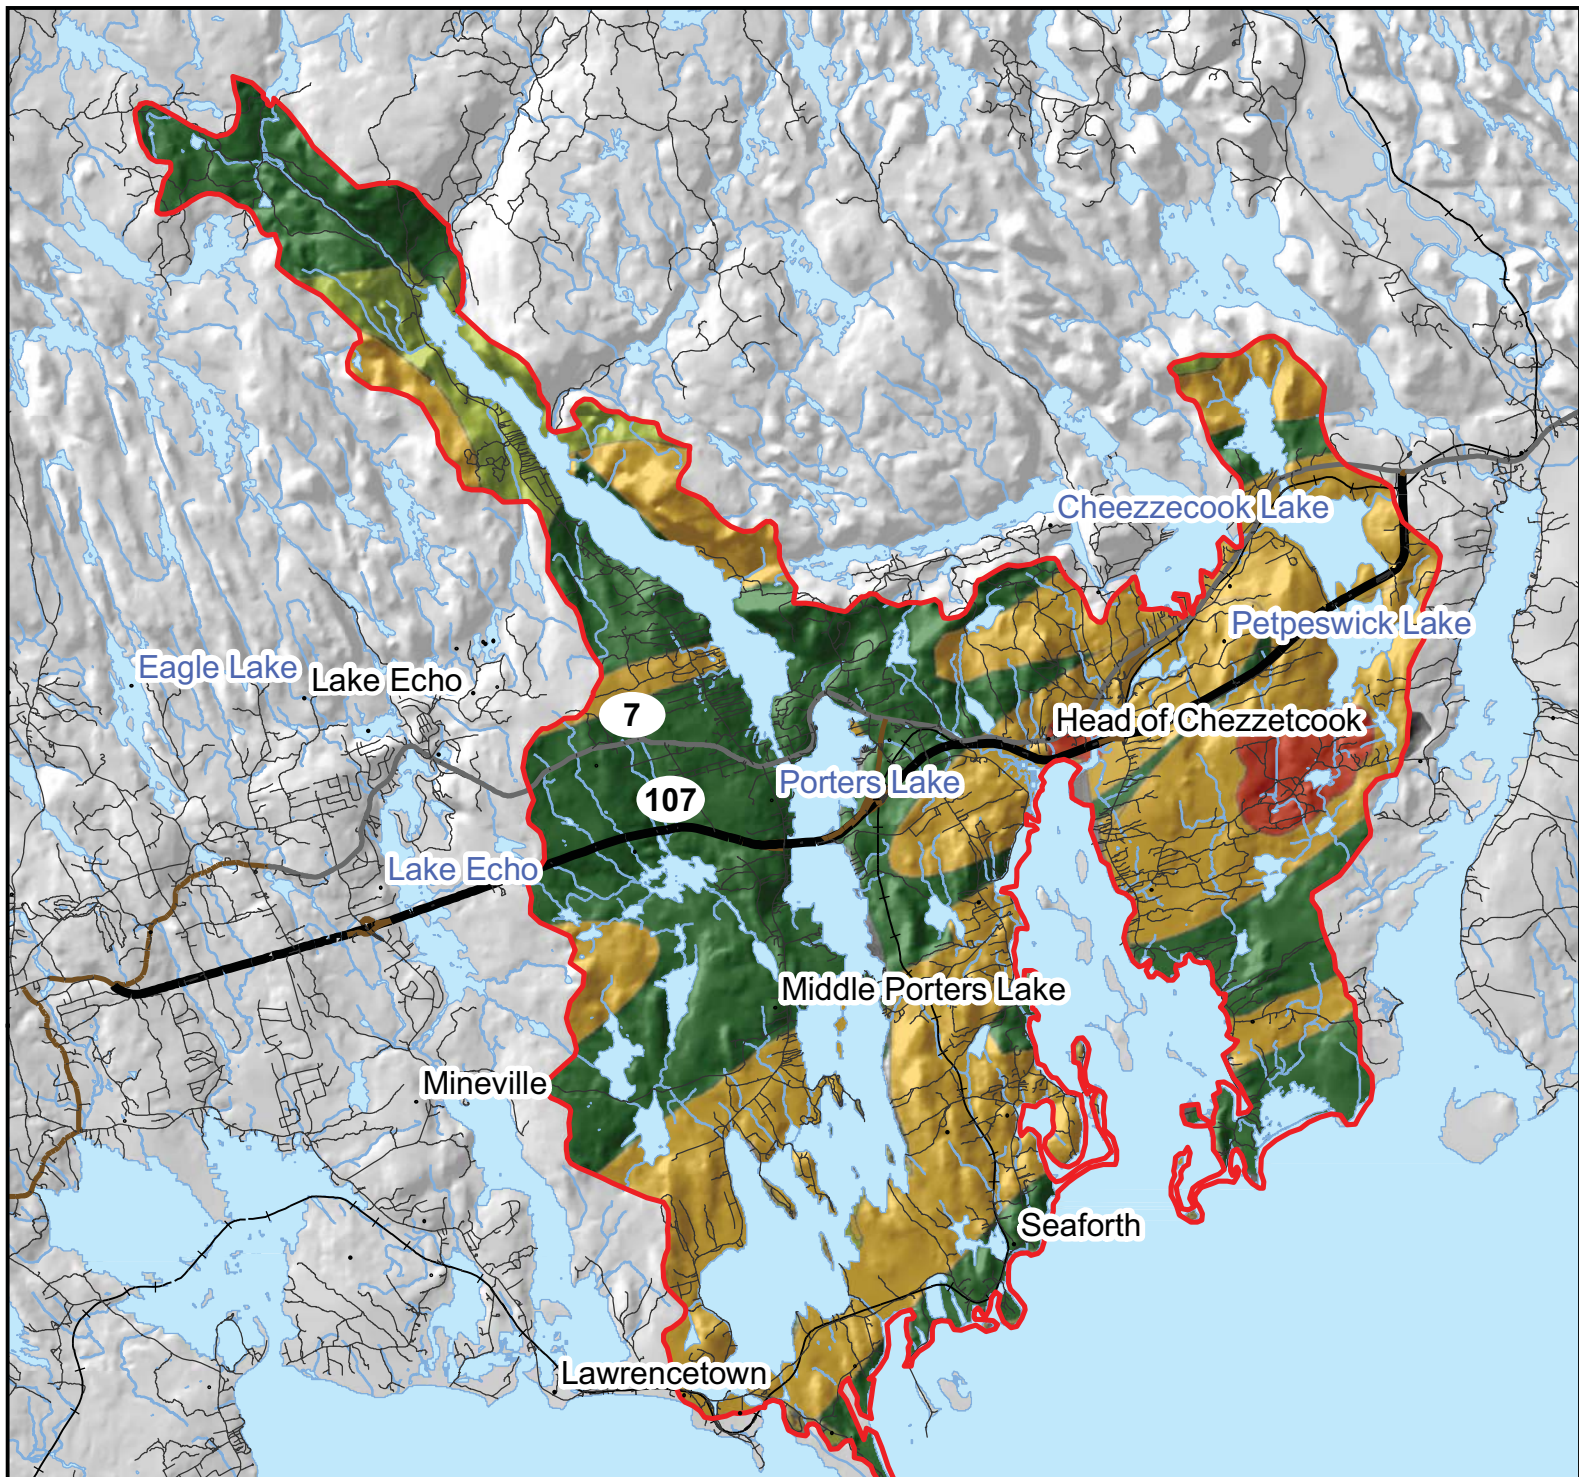 Cheezzecook Lake
Petpeswick Lake
Eagle Lake
Lake Echo
7
Head of Chezzetcook
Porters Lake
107
Lake Echo
Middle Porters Lake
Mineville
Seaforth
Lawrencetown